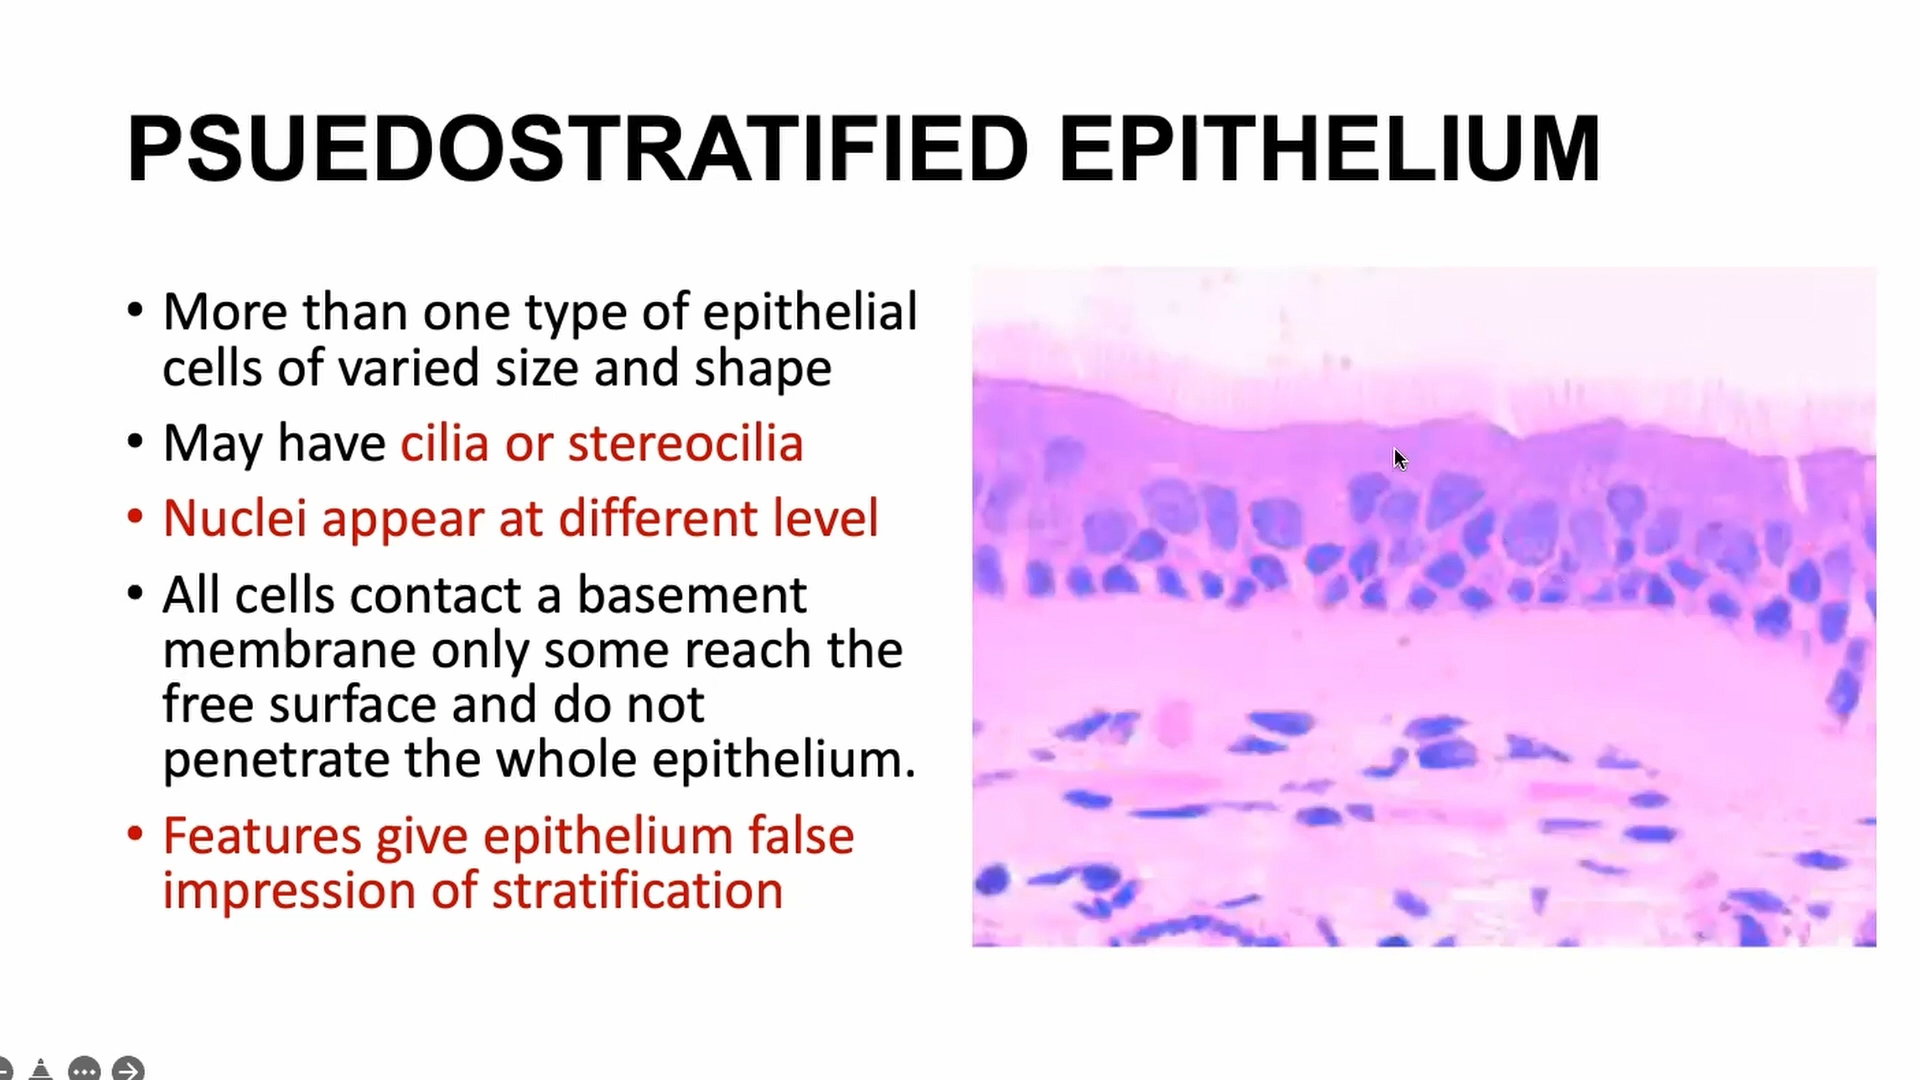 PSUEDOSTRATIFIED EPITHELIUM
• More than one type of epithelial
cells of varied size and shape
• May have cilia or stereocilia
• Nuclei appear at different level
• All cells contact a basement
membrane only some reach the
free surface and do not
penetrate the whole epithelium.
• Features give epithelium false
impression of stratification